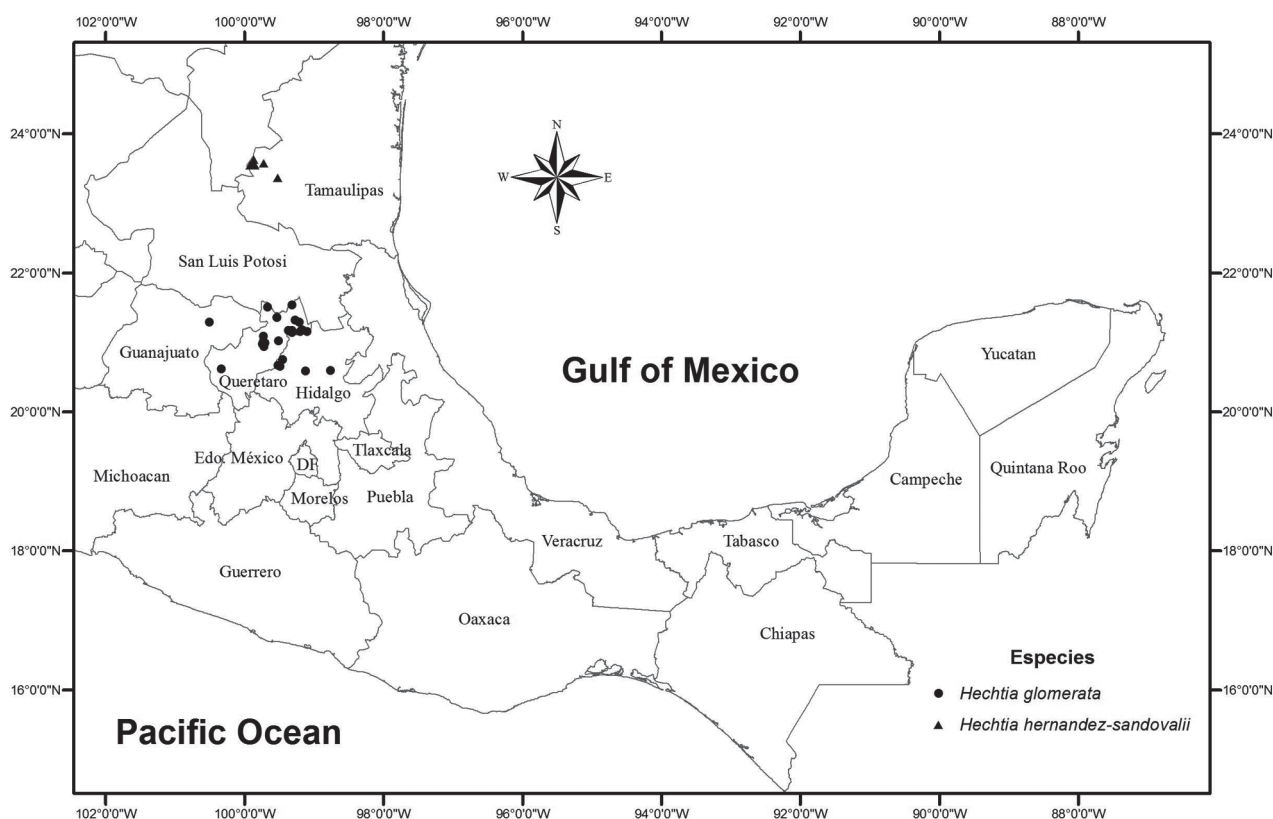 102°0'0"W 100°0'0"W 98°0'0"W 96°0'0"W 94°0'0"W 92°0'0"W 90°0'0"W 88°0'0"W
24°0'0"N 24°0'0"N
N
W E
S
Tamaulipas
San Luis Potosi
22°0'0"N 22°0'0"N
Guanajuato
Queretaro
Hidalgo
Gulf of Mexico
Yucatan
20°0'0"N 20°0'0"N
Michoacan
Edo. México
DF
Tlaxcala
Morelos
Puebla
Campeche
Quintana Roo
Veracruz
Tabasco
18°0'0"N 18°0'0"N
Guerrero
Oaxaca
Chiapas
16°0'0"N 16°0'0"N
Pacific Ocean
Especies
Hechtia glomerata
Hechtia hernandez-sandovalii
102°0'0"W 100°0'0"W 98°0'0"W 96°0'0"W 94°0'0"W 92°0'0"W 90°0'0"W 88°0'0"W